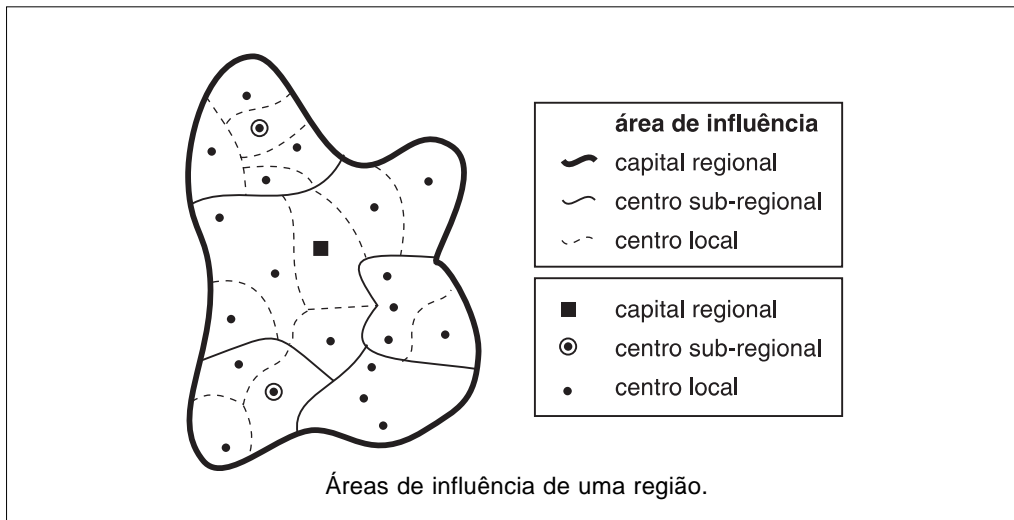 área de influência
capital regional
centro sub-regional
centro local
capital regional
centro sub-regional
centro local
Áreas de influência de uma região.